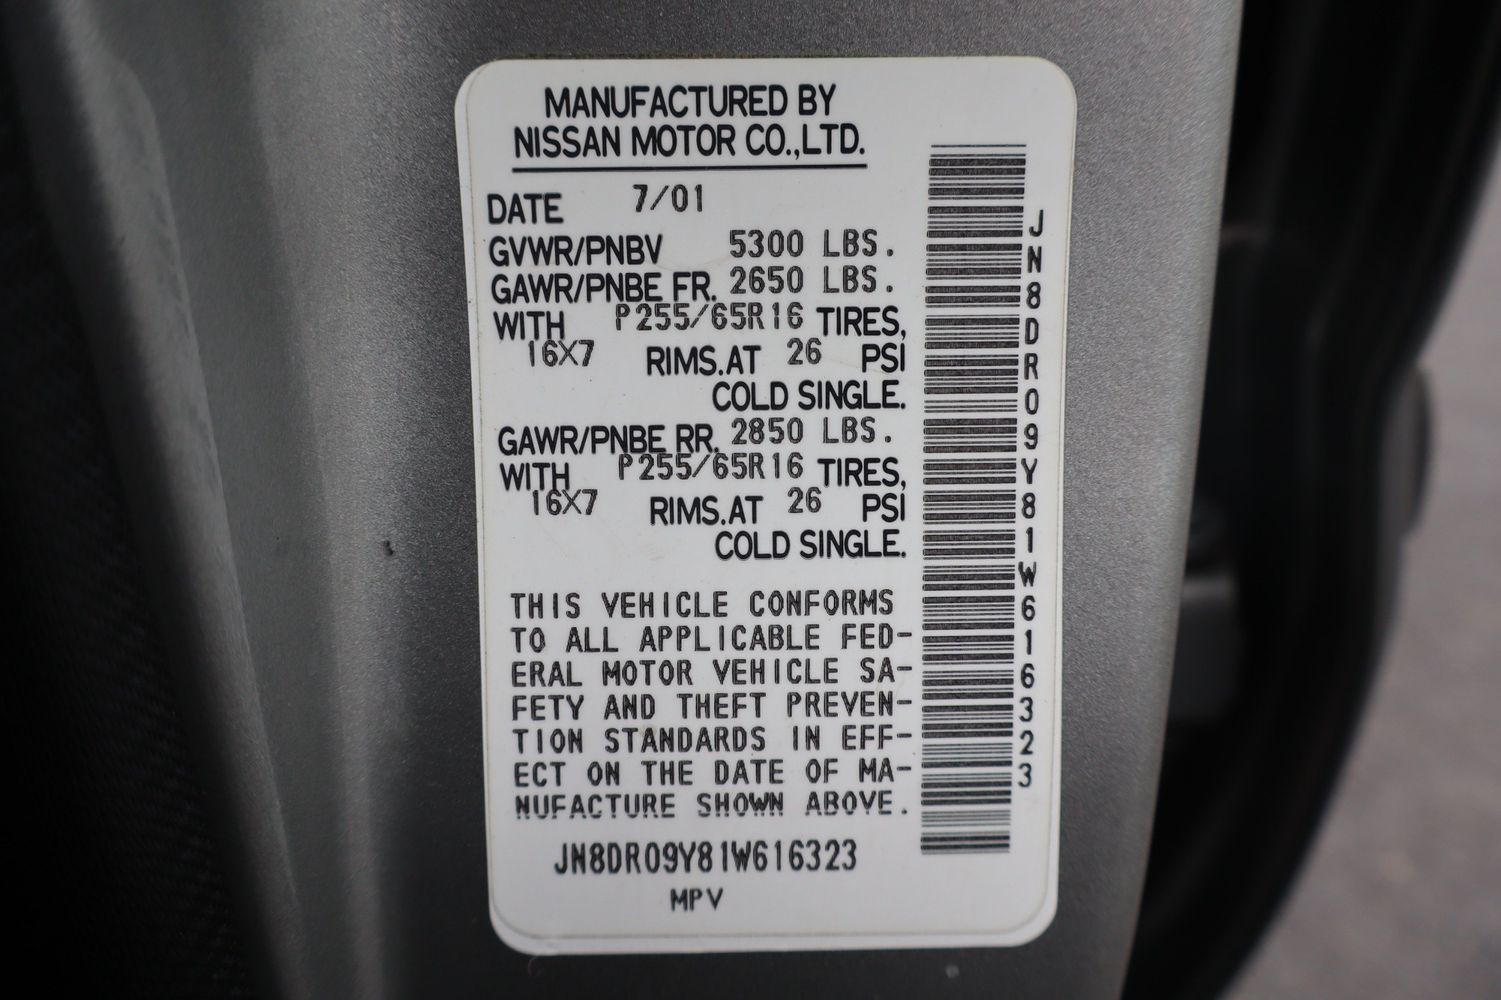 MANUFACTURED BY
NISSAN MOTOR CO.,LTD.
DATE 7/01
GVWR/PNBV 5300 LBS.
GAWR/PNBE FR. 2650 LBS.
WITH P255/65R16 TIRES,
16X7 RIMS.AT 26 PSI
COLD SINGLE.
GAWR/PNBE RR. 2850 LBS.
WITH P255/65R16 TIRES,
16X7 RIMS.AT 26 PSI
COLD SINGLE.
THIS VEHICLE CONFORMS
TO ALL APPLICABLE FED-
ERAL MOTOR VEHICLE SA-
FETY AND THEFT PREVEN-
TION STANDARDS IN EFF-
ECT ON THE DATE OF MA-
NUFACTURE SHOWN ABOVE.
JN8DR09Y81W616323
MPV
JN8DR09Y81W616323